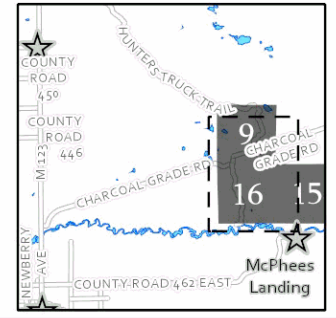 HUNTERS TRUCK TRAIL
COUNTY
ROAD
450
COUNTY
ROAD
446
M 123
9
CHARCOAL
GRADE RD
CHARCOAL GRADE RD
16
15
NEWBERRY
AVE
McPhees
Landing
COUNTY ROAD 462 EAST